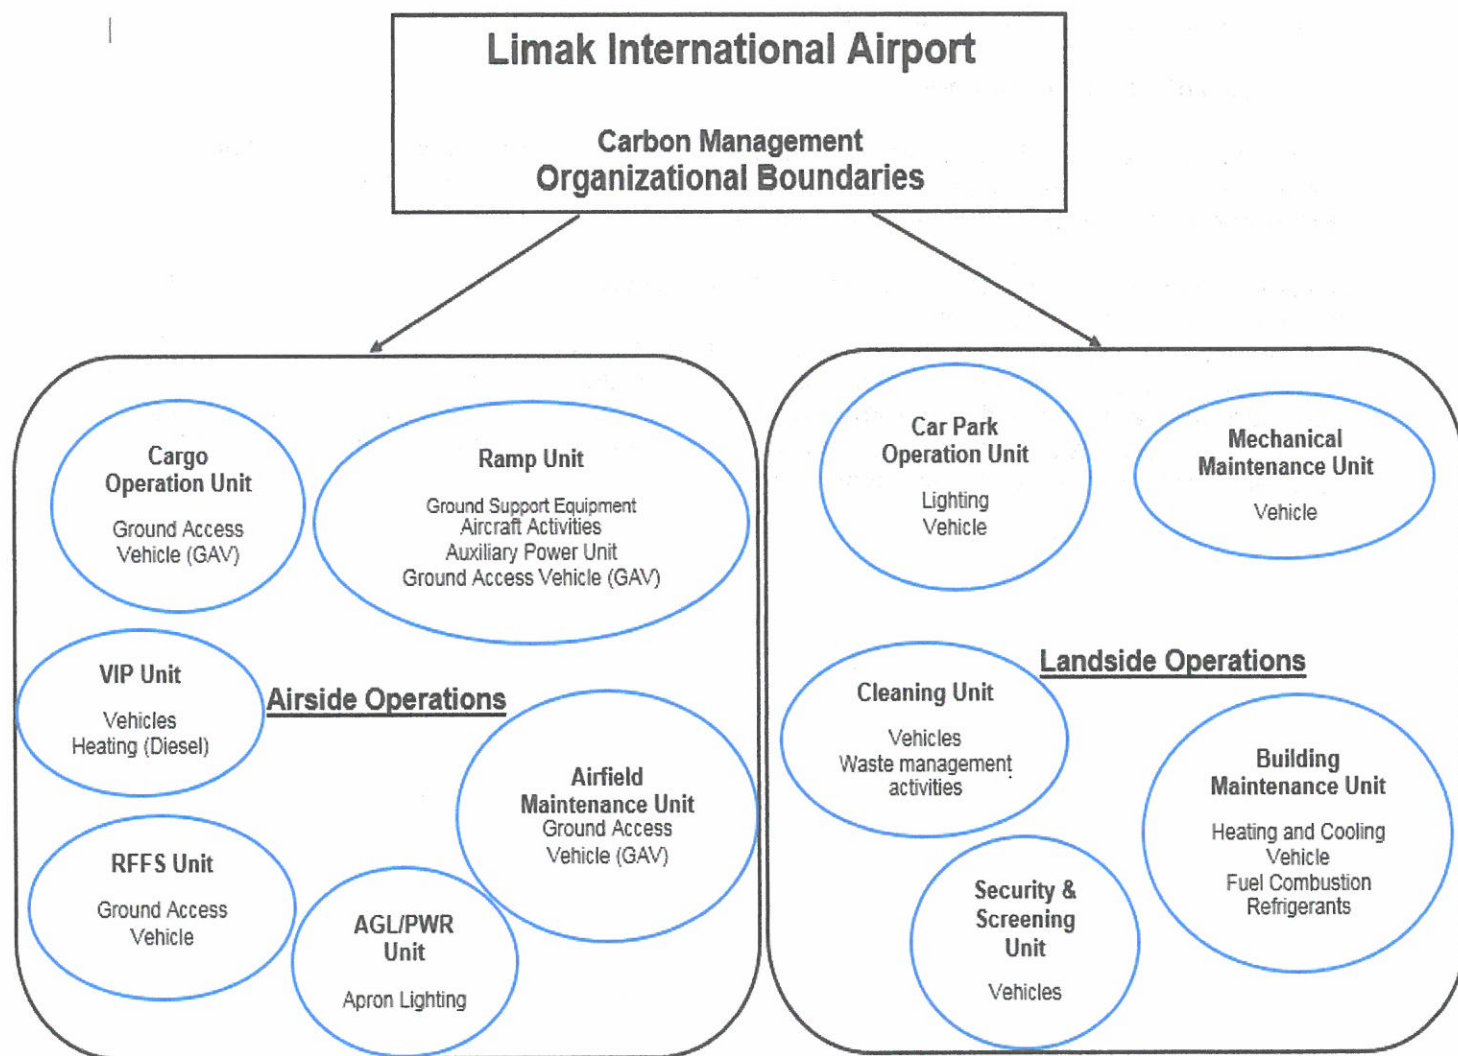 Limak International Airport
Carbon Management
Organizational Boundaries
Cargo
Operation Unit
Ground Access
Vehicle (GAV)
Ramp Unit
Ground Support Equipment
Aircraft Activities
Auxiliary Power Unit
Ground Access Vehicle (GAV)
VIP Unit
Vehicles
Heating (Diesel)
Airside Operations
Airfield
Maintenance Unit
Ground Access
Vehicle (GAV)
RFFS Unit
Ground Access
Vehicle
AGL/PWR
Unit
Apron Lighting
Car Park
Operation Unit
Lighting
Vehicle
Mechanical
Maintenance Unit
Vehicle
Landside Operations
Cleaning Unit
Vehicles
Waste management
activities
Building
Maintenance Unit
Heating and Cooling
Vehicle
Fuel Combustion
Refrigerants
Security &
Screening
Unit
Vehicles